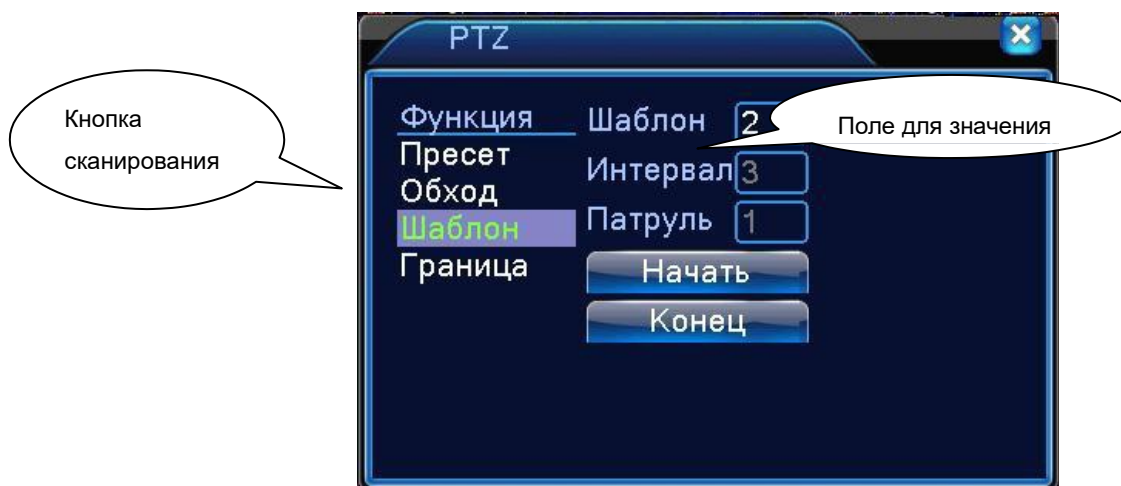 PTZ
Кнопка
сканирования
Функция
Пресет
Обход
Шаблон
Граница
Шаблон 2
Интервал 3
Патруль 1
Начать
Конец
Поле для значения